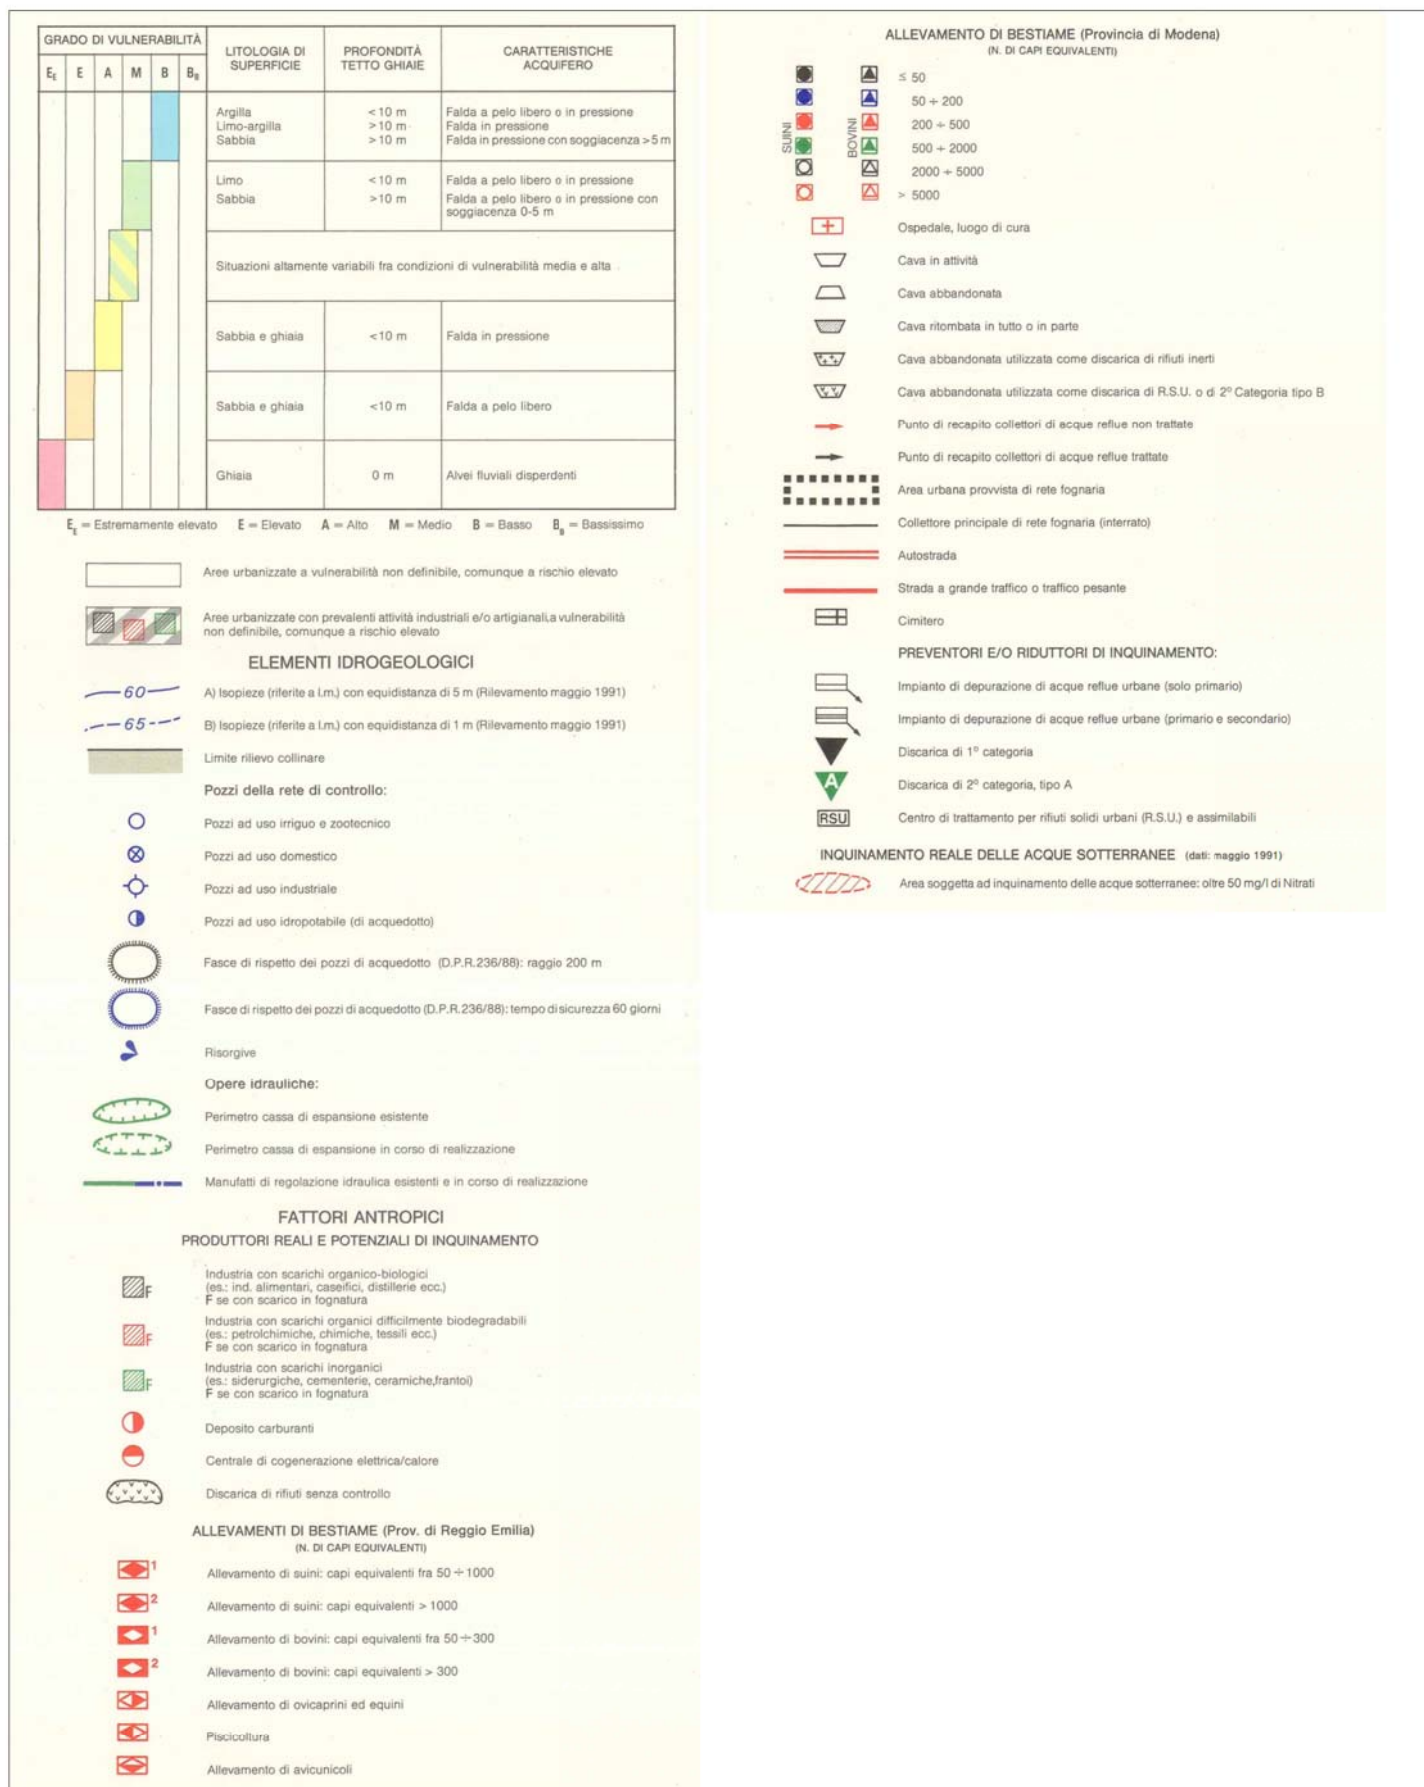 GRADO DI VULNERABILITÀ
LITOLOGIA DI SUPERFICIE
PROFONDITÀ TETTO GHIAIE
CARATTERISTICHE ACQUIFERO
E_E E A M B B_B
Argilla <10 m Falda a pelo libero o in pressione
Limo-argilla >10 m Falda in pressione
Sabbia >10 m Falda in pressione con soggiacenza >5 m
Limo <10 m Falda a pelo libero o in pressione
Sabbia >10 m Falda a pelo libero o in pressione con
soggiacenza 0-5 m
Situazioni altamente variabili fra condizioni di vulnerabilità media e alta
Sabbia e ghiaia <10 m Falda in pressione
Sabbia e ghiaia <10 m Falda a pelo libero
Ghiaia 0 m Alvei fluviali disperdenti
E_E = Estremamente elevato E = Elevato A = Alto M = Medio B = Basso B_B = Bassissimo
Aree urbanizzate a vulnerabilità non definibile, comunque a rischio elevato
Aree urbanizzate con prevalenti attività industriali e/o artigianali,a vulnerabilità
non definibile, comunque a rischio elevato
ELEMENTI IDROGEOLOGICI
60 A) Isopieze (riferite a l.m.) con equidistanza di 5 m (Rilevamento maggio 1991)
65 B) Isopieze (riferite a l.m.) con equidistanza di 1 m (Rilevamento maggio 1991)
Limite rilievo collinare
Pozzi della rete di controllo:
Pozzi ad uso irriguo e zootecnico
Pozzi ad uso domestico
Pozzi ad uso industriale
Pozzi ad uso idropotabile (di acquedotto)
Fasce di rispetto dei pozzi di acquedotto (D.P.R.236/88): raggio 200 m
Fasce di rispetto dei pozzi di acquedotto (D.P.R.236/88): tempo di sicurezza 60 giorni
Risorgive
Opere idrauliche:
Perimetro cassa di espansione esistente
Perimetro cassa di espansione in corso di realizzazione
Manufatti di regolazione idraulica esistenti e in corso di realizzazione
FATTORI ANTROPICI
PRODUTTORI REALI E POTENZIALI DI INQUINAMENTO
Industria con scarichi organico-biologici
(es.: ind. alimentari, caseifici, distillerie ecc.)
F F se con scarico in fognatura
Industria con scarichi organici difficilmente biodegradabili
(es.: petrolchimiche, chimiche, tessili ecc.)
F F se con scarico in fognatura
Industria con scarichi inorganici
(es.: siderurgiche, cementerie, ceramiche,frantoi)
F F se con scarico in fognatura
Deposito carburanti
Centrale di cogenerazione elettrica/calore
Discarica di rifiuti senza controllo
ALLEVAMENTI DI BESTIAME (Prov. di Reggio Emilia)
(N. DI CAPI EQUIVALENTI)
1 Allevamento di suini: capi equivalenti fra 50 ÷ 1000
2 Allevamento di suini: capi equivalenti > 1000
1 Allevamento di bovini: capi equivalenti fra 50 ÷ 300
2 Allevamento di bovini: capi equivalenti > 300
Allevamento di ovicaprini ed equini
Piscicoltura
Allevamento di avicunicoli
ALLEVAMENTO DI BESTIAME (Provincia di Modena)
(N. DI CAPI EQUIVALENTI)
SUINI
BOVINI
≤ 50
50 ÷ 200
200 ÷ 500
500 ÷ 2000
2000 ÷ 5000
> 5000
Ospedale, luogo di cura
Cava in attività
Cava abbandonata
Cava ritombata in tutto o in parte
Cava abbandonata utilizzata come discarica di rifiuti inerti
Cava abbandonata utilizzata come discarica di R.S.U. o di 2º Categoria tipo B
Punto di recapito collettori di acque reflue non trattate
Punto di recapito collettori di acque reflue trattate
Area urbana provvista di rete fognaria
Collettore principale di rete fognaria (interrato)
Autostrada
Strada a grande traffico o traffico pesante
Cimitero
PREVENTORI E/O RIDUTTORI DI INQUINAMENTO:
Impianto di depurazione di acque reflue urbane (solo primario)
Impianto di depurazione di acque reflue urbane (primario e secondario)
Discarica di 1º categoria
A Discarica di 2º categoria, tipo A
RSU Centro di trattamento per rifiuti solidi urbani (R.S.U.) e assimilabili
INQUINAMENTO REALE DELLE ACQUE SOTTERRANEE (dati: maggio 1991)
Area soggetta ad inquinamento delle acque sotterranee: oltre 50 mg/l di Nitrati